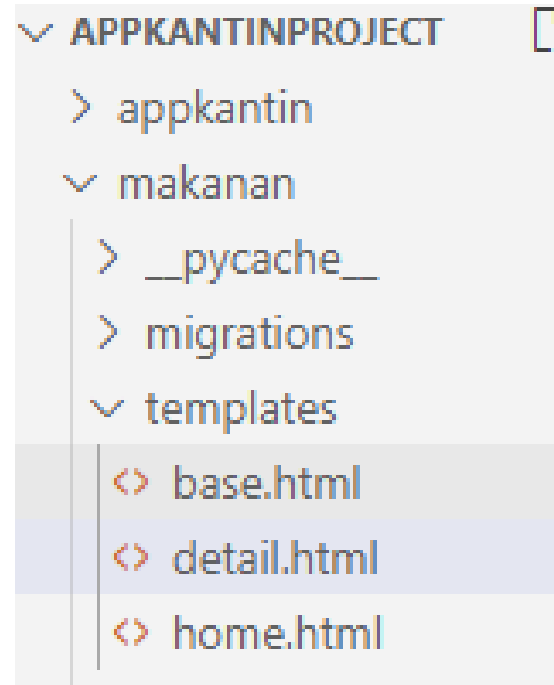 APPKANTINPROJECT
appkantin
makanan
__pycache__
migrations
templates
base.html
detail.html
home.html